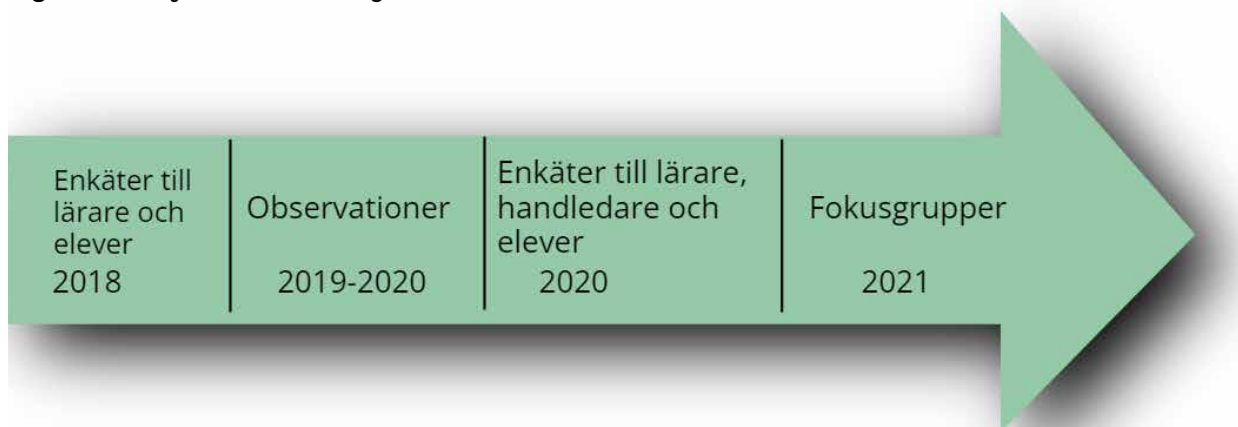 Enkäter till
lärare och
elever
2018
Observationer
2019-2020
Enkäter till lärare,
handledare och
elever
2020
Fokusgrupper
2021